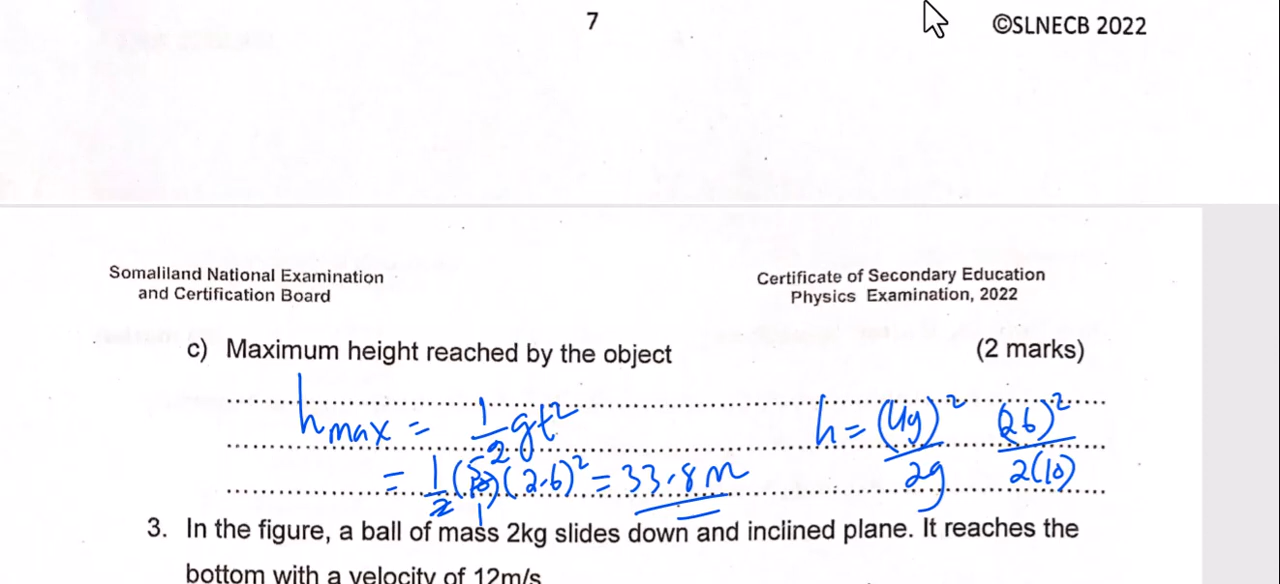 7
©SLNECB 2022
Somaliland National Examination
and Certification Board
Certificate of Secondary Education
Physics Examination, 2022
c) Maximum height reached by the object (2 marks)
h max = 1/2 gt²
= 1/2 (10) (2.6)² = 33.8 m
h = (uy)²/2g (26)²/2(10)
3. In the figure, a ball of mass 2kg slides down and inclined plane. It reaches the
bottom with a velocity of 12m/s